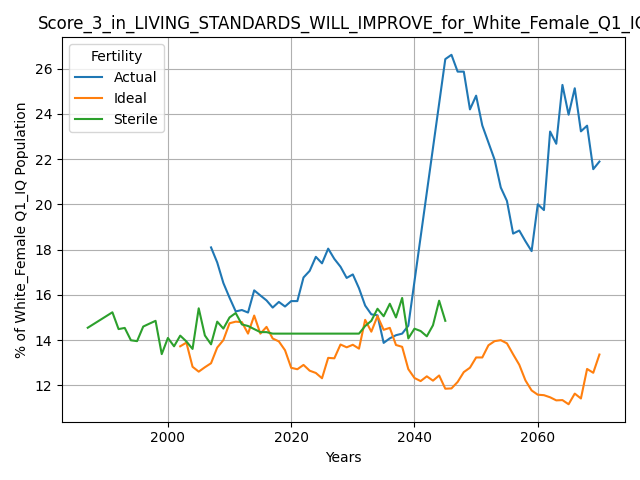 Score_3_in_LIVING_STANDARDS_WILL_IMPROVE_for_White_Female_Q1_IQ
Fertility
Actual
Ideal
Sterile
% of White_Female Q1_IQ Population
26
24
22
20
18
16
14
12
2000 2020 2040 2060
Years